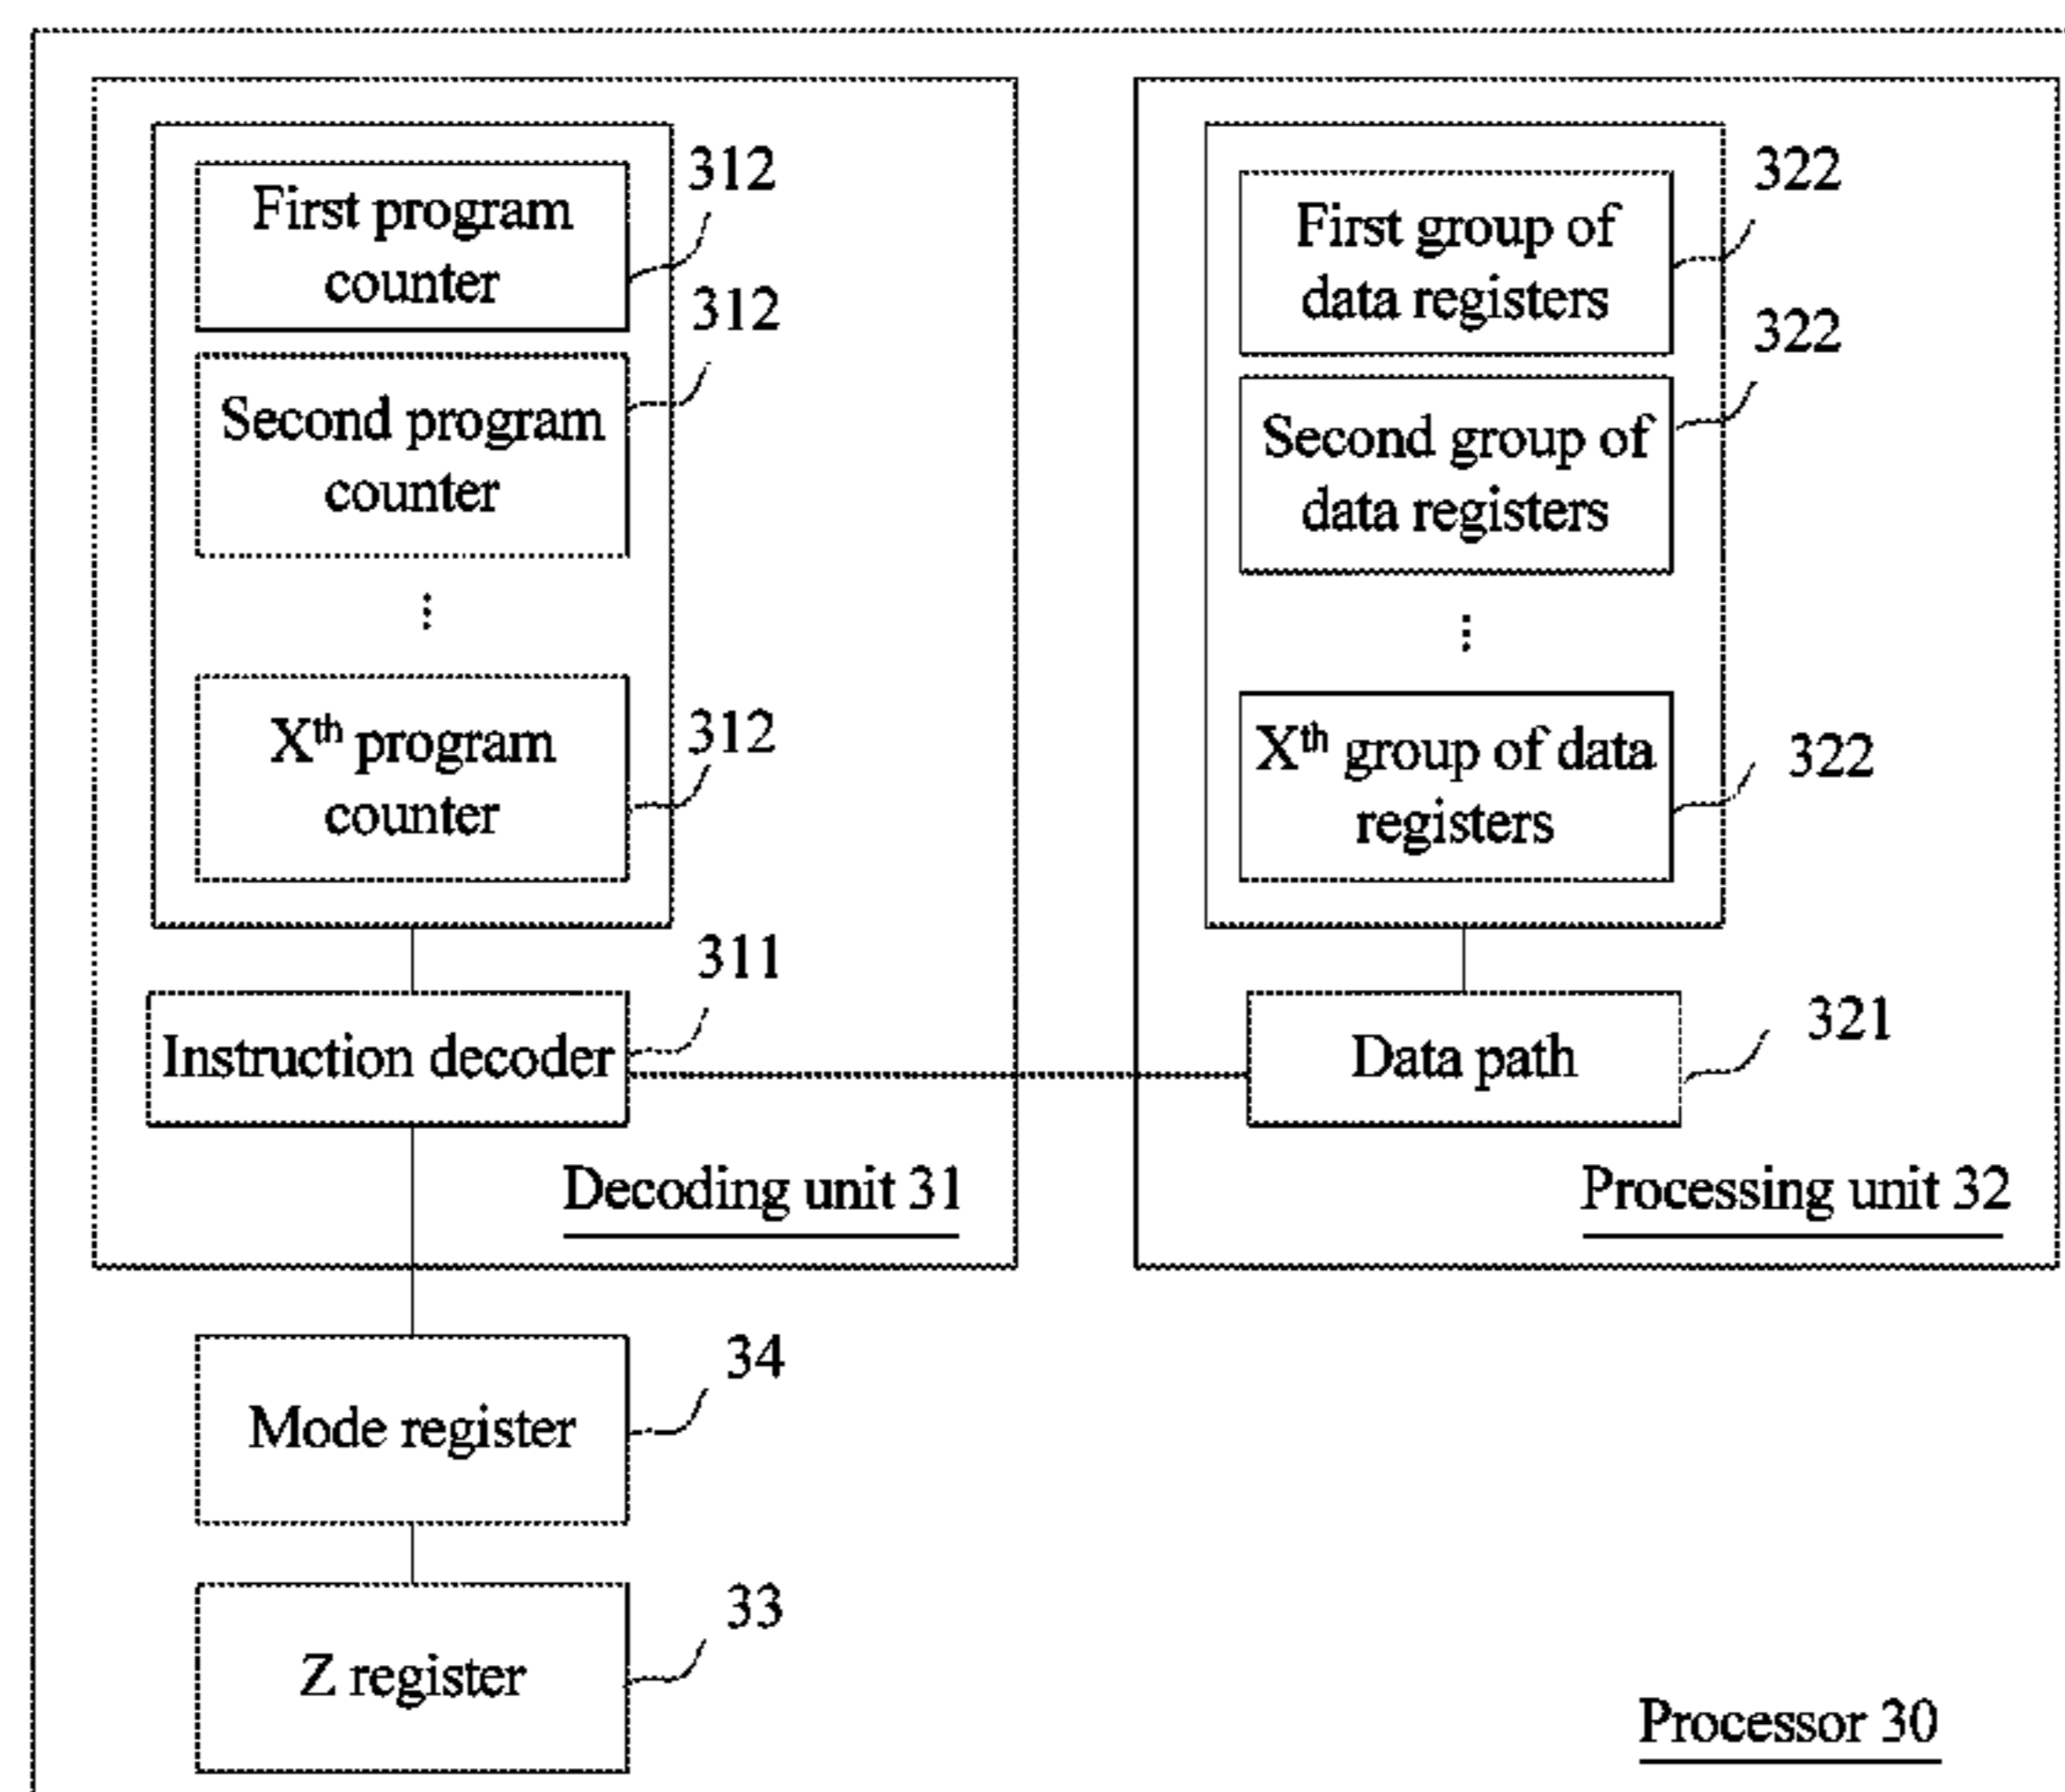 First program
counter
312
Second program
counter
312
Xth program
counter
312
Instruction decoder
311
Decoding unit 31
First group of
data registers
322
Second group of
data registers
322
Xth group of data
registers
322
Data path
321
Processing unit 32
Mode register
34
Z register
33
Processor 30